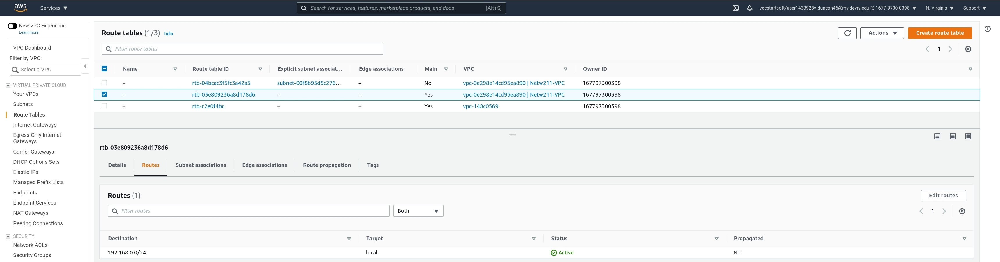 aws Services Search for services, features, marketplace products, and docs [Alt+S] vocstartsoft/user1433928=jduncan46@my.devry.edu @ 1677-9730-0398 N. Virginia Support
New VPC Experience
Learn more
VPC Dashboard
Filter by VPC:
Select a VPC
VIRTUAL PRIVATE CLOUD
Your VPCs
Subnets
Route Tables
Internet Gateways
Egress Only Internet
Gateways
Carrier Gateways
DHCP Options Sets
Elastic IPs
Managed Prefix Lists
Endpoints
Endpoint Services
NAT Gateways
Peering Connections
SECURITY
Network ACLs
Security Groups
Route tables (1/3) Info Actions Create route table
Filter route tables 1
Name Route table ID Explicit subnet associat... Edge associations Main VPC Owner ID
– rtb-04bcac3f5fc3a42a5 subnet-00f8b95d5c276... – No vpc-0e298e14cd95ea890 | Netw211-VPC 167797300398
– rtb-03e809236a8d178d6 – – Yes vpc-0e298e14cd95ea890 | Netw211-VPC 167797300398
– rtb-c2e0f4bc – – Yes vpc-148c0569 167797300398
rtb-03e809236a8d178d6
Details Routes Subnet associations Edge associations Route propagation Tags
Routes (1) Edit routes
Filter routes Both 1
Destination Target Status Propagated
192.168.0.0/24 local Active No